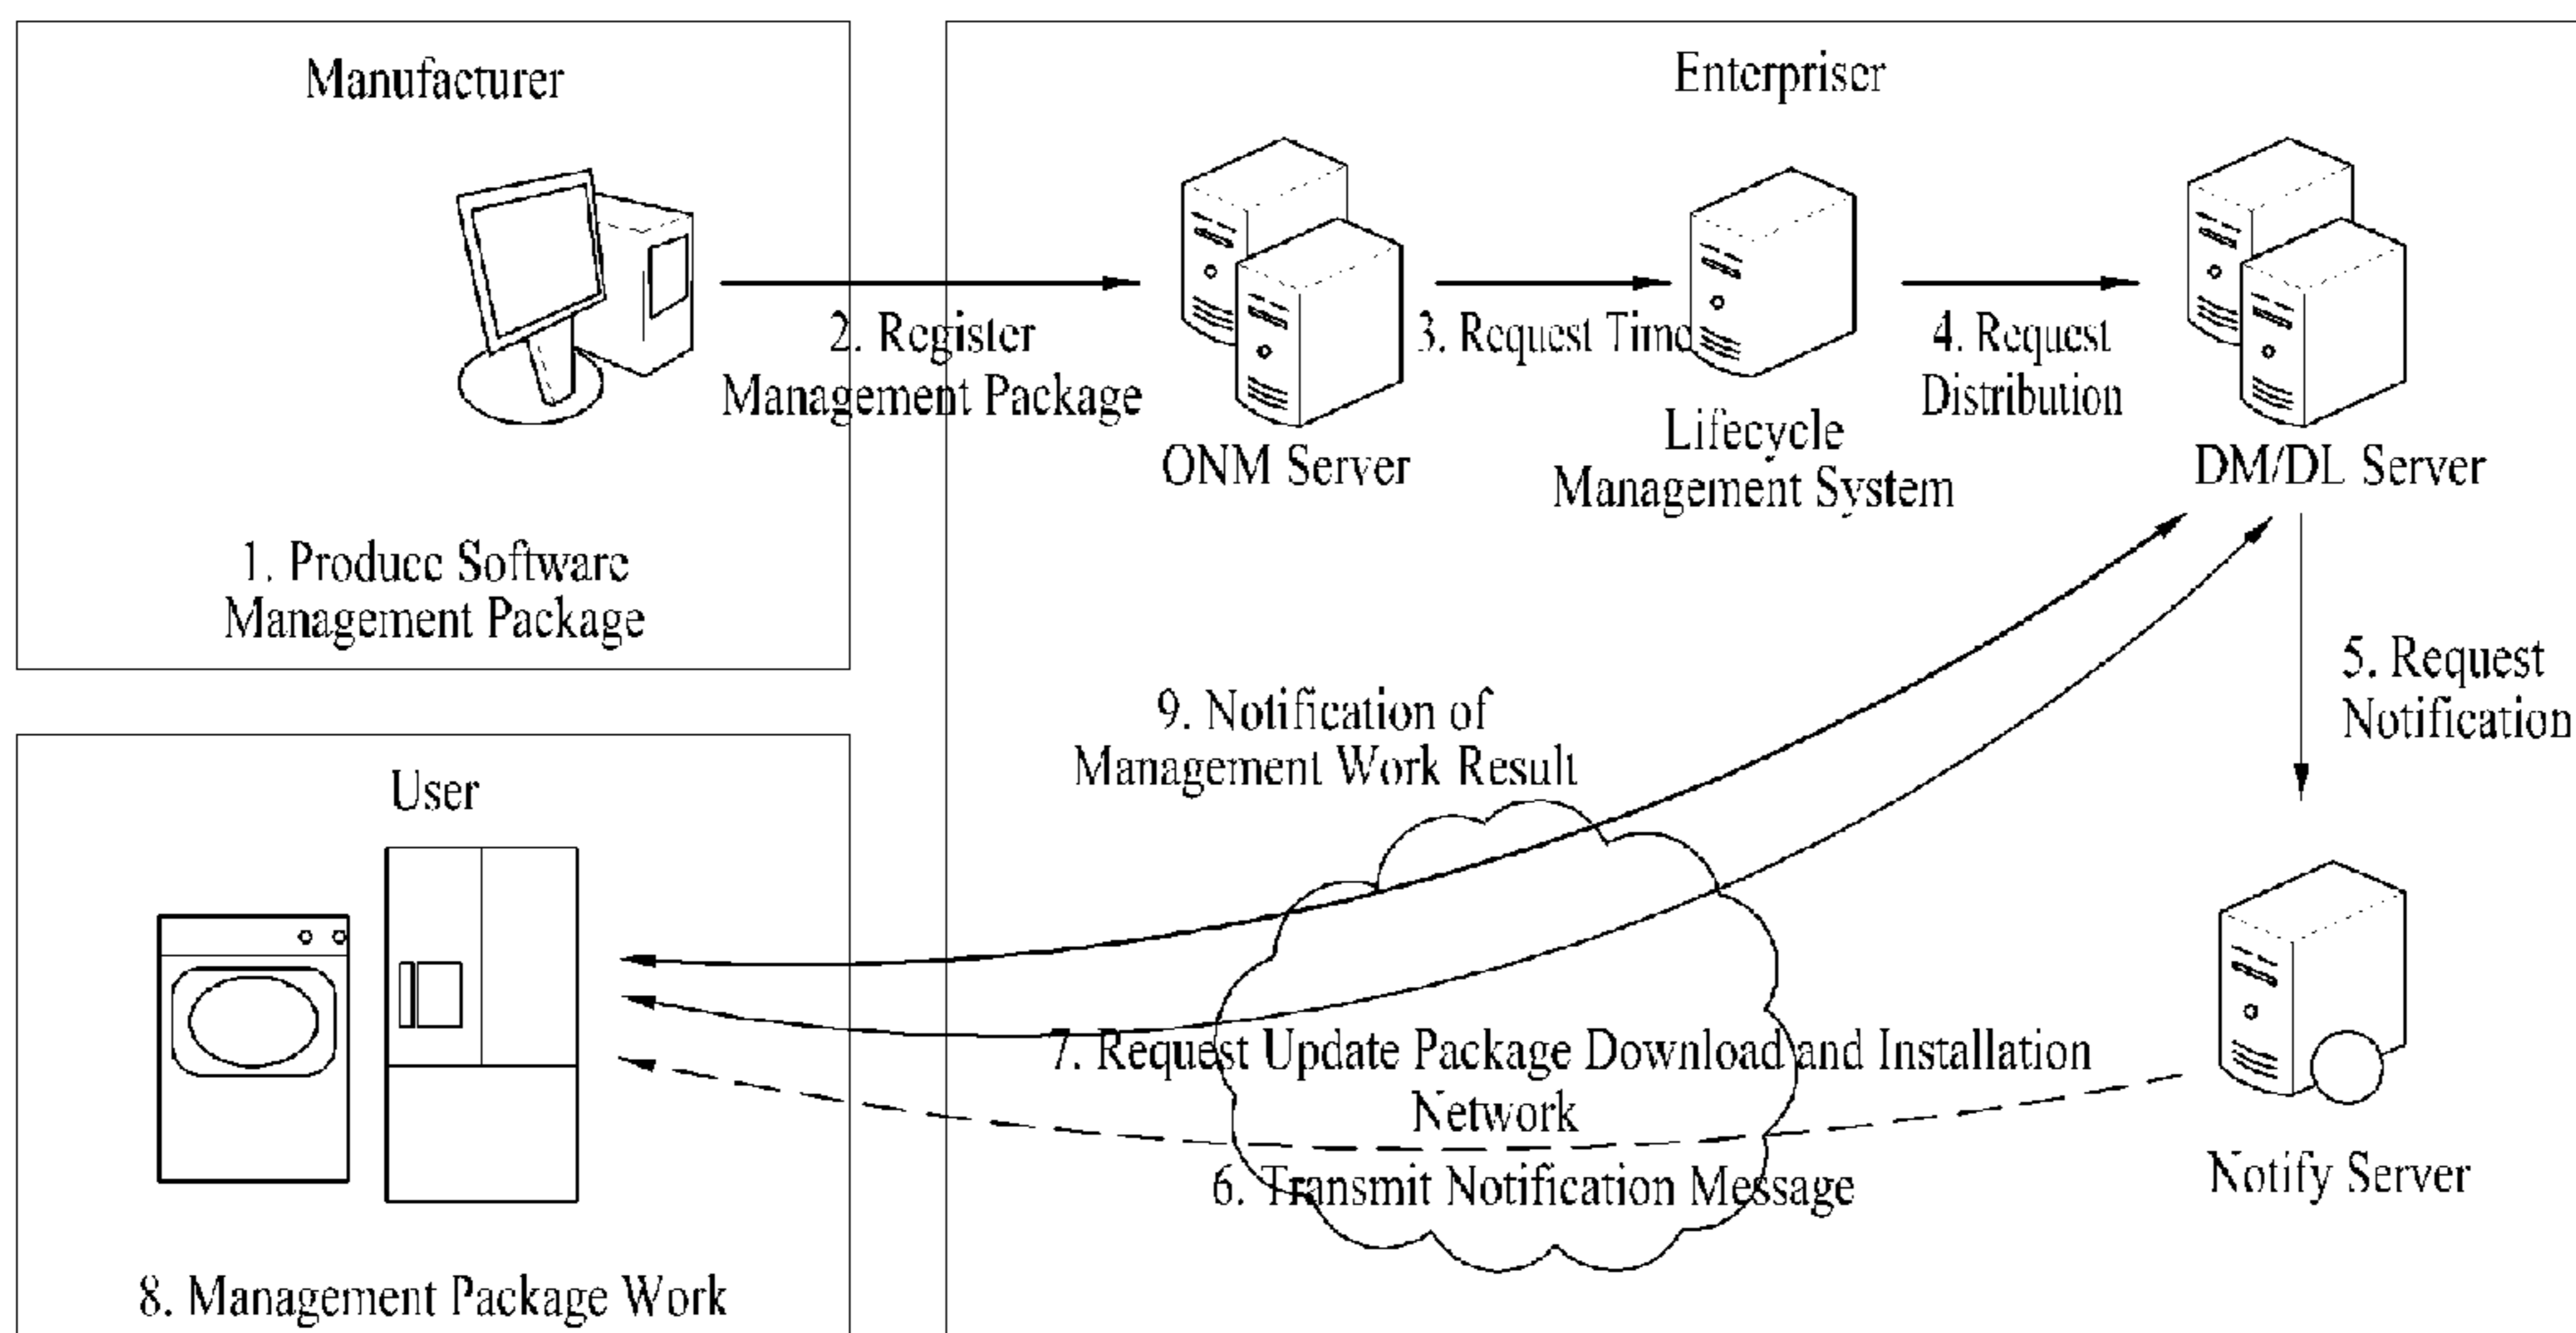 Manufacturer
Enterpriser
2. Register
Management Package
3. Request Time
4. Request
Distribution
ONM Server
Lifecycle
Management System
DM/DL Server
1. Produce Software
Management Package
5. Request
Notification
9. Notification of
Management Work Result
User
7. Request Update Package Download and Installation
Network
6. Transmit Notification Message
Notify Server
8. Management Package Work